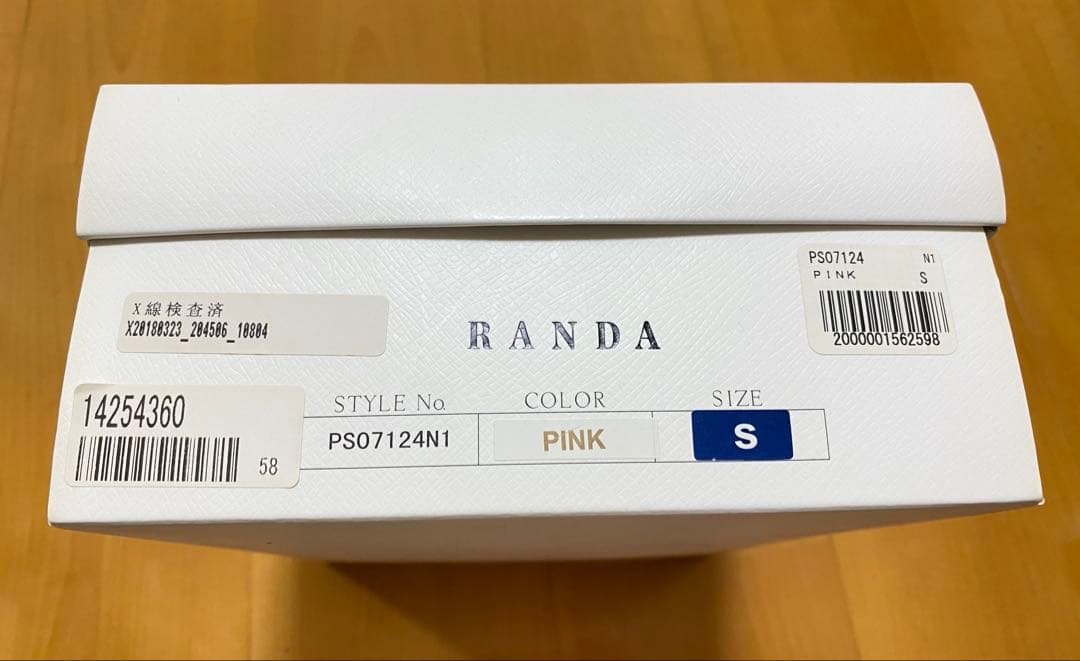 PS07124 N1
PINK S
2000001562598
X線検査済
X20180323_204506_10804
RANDA
14254360
58
STYLE No. COLOR SIZE
PS07124N1 PINK S